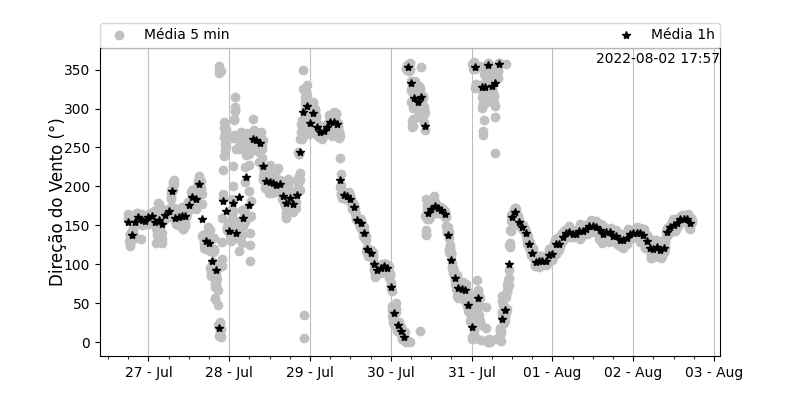 Média 5 min
Média 1h
2022-08-02 17:57
Direção do Vento (°)
350
300
250
200
150
100
50
0
27 - Jul
28 - Jul
29 - Jul
30 - Jul
31 - Jul
01 - Aug
02 - Aug
03 - Aug